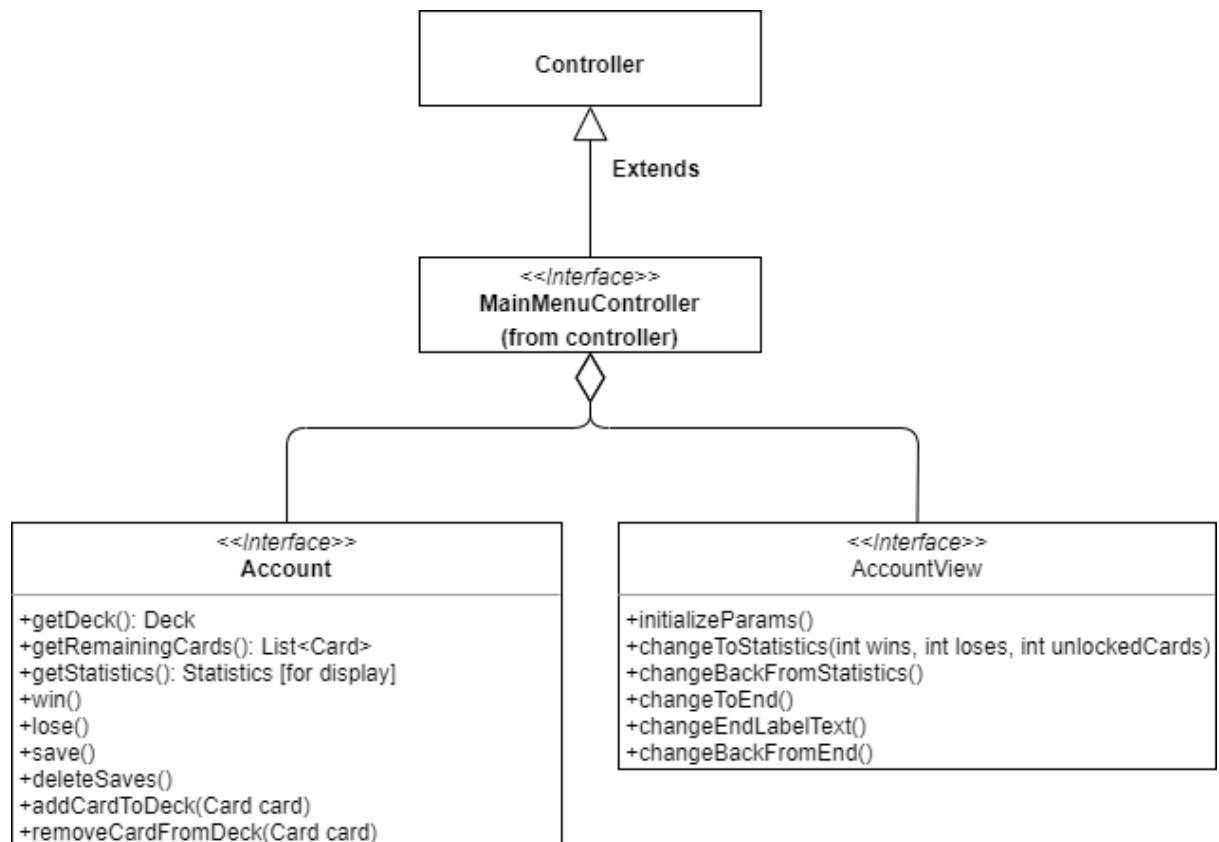 Controller
Extends
<<Interface>>
MainMenuController
(from controller)
<<Interface>>
Account
+getDeck(): Deck
+getRemainingCards(): List<Card>
+getStatistics(): Statistics [for display]
+win()
+lose()
+save()
+deleteSaves()
+addCardToDeck(Card card)
+removeCardFromDeck(Card card)
<<Interface>>
AccountView
+initializeParams()
+changeToStatistics(int wins, int loses, int unlockedCards)
+changeBackFromStatistics()
+changeToEnd()
+changeEndLabelText()
+changeBackFromEnd()